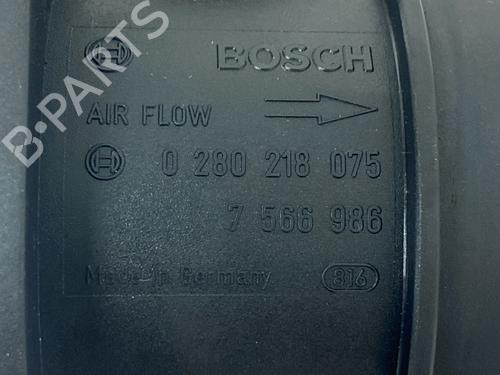 BOSCH
AIR FLOW
0 280 218 075
7 566 986
Made in Germany 816
B-PARTS